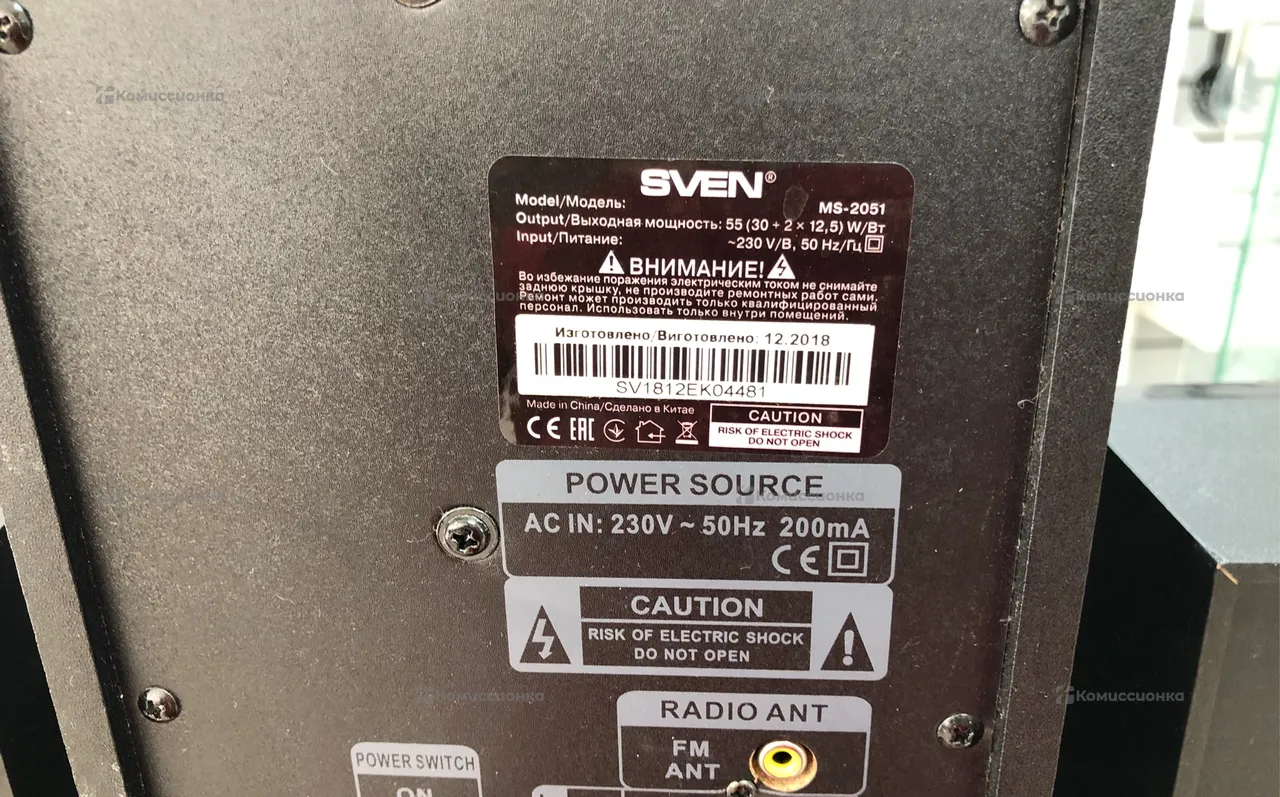 Комиссионка
SVEN®
Model/Модель: MS-2051
Output/Выходная мощность: 55 (30 + 2 × 12,5) W/Вт
Input/Питание: ~230 V/В, 50 Hz/Гц
ВНИМАНИЕ!
Во избежание поражения электрическим током не снимайте
заднюю крышку, не производите ремонтных работ сами.
Ремонт может производить только квалифицированный
персонал. Использовать только внутри помещений.
Комиссионка
Изготовлено/Виготовлено: 12.2018
SV1812EK04481
Made in China/Сделано в Китае
CE EAC
CAUTION
RISK OF ELECTRIC SHOCK
DO NOT OPEN
POWER SOURCE
Комиссионка
AC IN: 230V ~ 50Hz 200mA
CE
CAUTION
RISK OF ELECTRIC SHOCK
DO NOT OPEN
Комиссионка
Комиссионка
RADIO ANT
FM
ANT
POWER SWITCH
ON